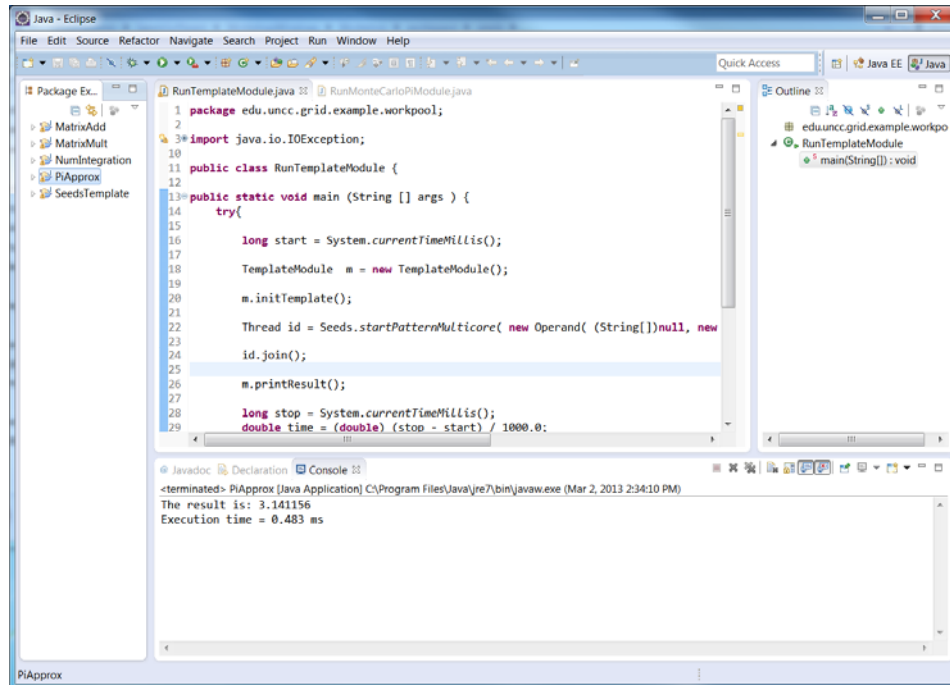 Java - Eclipse
File Edit Source Refactor Navigate Search Project Run Window Help
Quick Access
Java EE
Java
Package Ex...
MatrixAdd
MatrixMult
NumIntegration
PiApprox
SeedsTemplate
RunTemplateModule.java RunMonteCarloPiModule.java
1 package edu.uncc.grid.example.workpool;
2
3 import java.io.IOException;
10
11 public class RunTemplateModule {
12
13 public static void main (String [] args ) {
14 try{
15
16 long start = System.currentTimeMillis();
17
18 TemplateModule m = new TemplateModule();
19
20 m.initTemplate();
21
22 Thread id = Seeds.startPatternMulticore( new Operand( (String[])null, new
23
24 id.join();
25
26 m.printResult();
27
28 long stop = System.currentTimeMillis();
29 double time = (double) (stop - start) / 1000.0;
Outline
edu.uncc.grid.example.workpo
RunTemplateModule
S main(String[]) : void
Javadoc Declaration Console
<terminated> PiApprox [Java Application] C:\Program Files\Java\jre7\bin\javaw.exe (Mar 2, 2013 2:34:10 PM)
The result is: 3.141156
Execution time = 0.483 ms
PiApprox